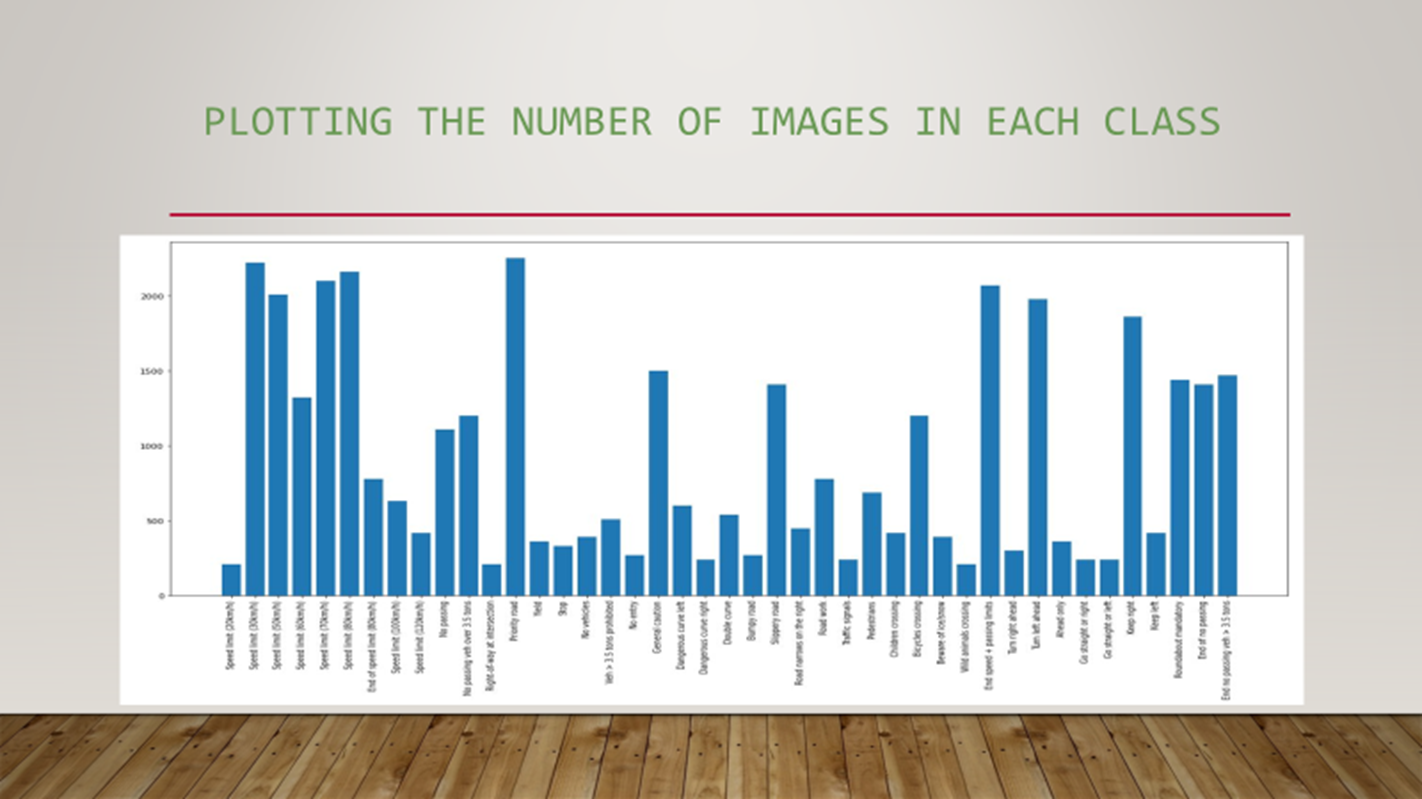 PLOTTING THE NUMBER OF IMAGES IN EACH CLASS
2000
1500
1000
500
0
Speed limit (20km/h)
Speed limit (30km/h)
Speed limit (50km/h)
Speed limit (60km/h)
Speed limit (70km/h)
Speed limit (80km/h)
End of speed limit (80km/h)
Speed limit (100km/h)
Speed limit (120km/h)
No passing
No passing veh over 3.5 tons
Right-of-way at intersection
Priority road
Yield
Stop
No vehicles
Veh > 3.5 tons prohibited
No entry
General caution
Dangerous curve left
Dangerous curve right
Double curve
Bumpy road
Slippery road
Road narrows on the right
Road work
Traffic signals
Pedestrians
Children crossing
Bicycles crossing
Beware of ice/snow
Wild animals crossing
End speed + passing limits
Turn right ahead
Turn left ahead
Ahead only
Go straight or right
Go straight or left
Keep right
Keep left
Roundabout mandatory
End of no passing
End no passing veh > 3.5 tons